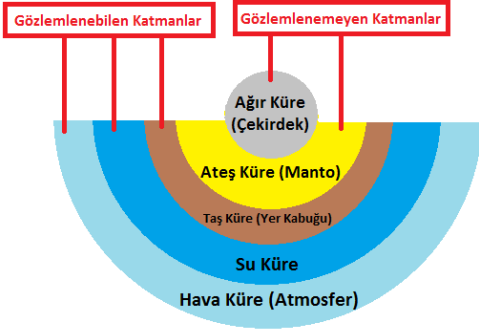 Gözlemlenebilen Katmanlar
Gözlemlenemeyen Katmanlar
Ağır Küre
(Çekirdek)
Ateş Küre (Manto)
Taş Küre (Yer Kabuğu)
Su Küre
Hava Küre (Atmosfer)